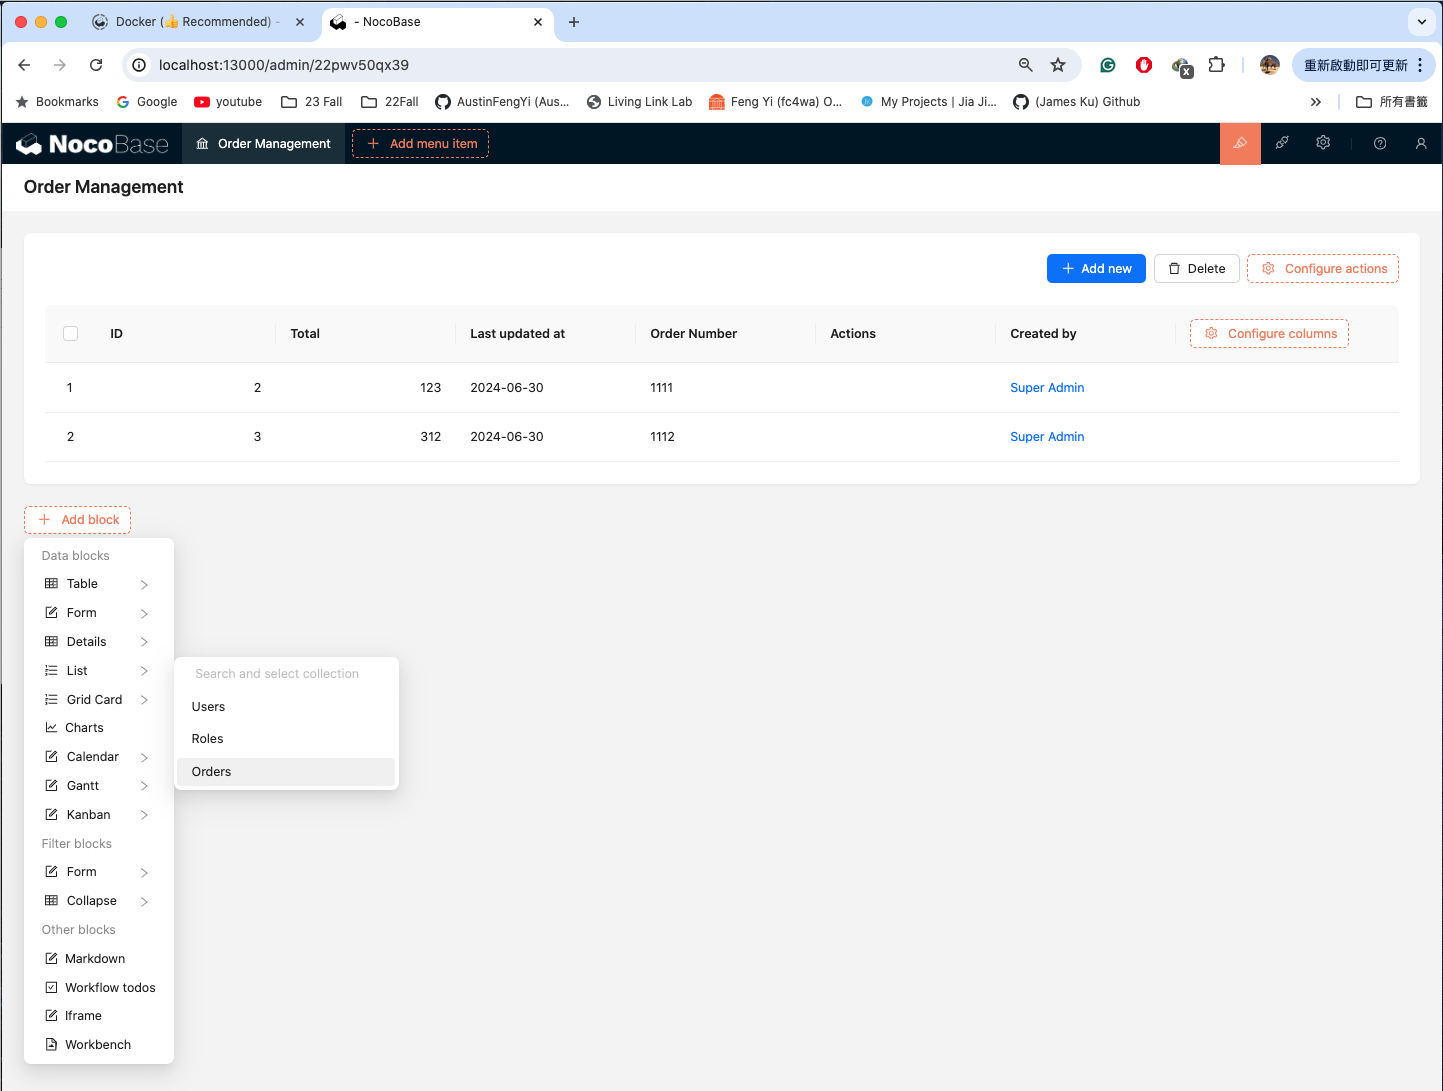 Docker (👍 Recommended) -
- NocoBase
localhost:13000/admin/22pwv50qx39
重新啟動即可更新
Bookmarks
Google
youtube
23 Fall
22Fall
AustinFengYi (Aus...
Living Link Lab
Feng Yi (fc4wa) O...
My Projects | Jia Ji...
(James Ku) Github
所有書籤
NocoBase
Order Management
Add menu item
Order Management
Add new
Delete
Configure actions
ID
Total
Last updated at
Order Number
Actions
Created by
Configure columns
1 2 123 2024-06-30 1111 Super Admin
2 3 312 2024-06-30 1112 Super Admin
Add block
Data blocks
Table
Form
Details
List
Grid Card
Charts
Calendar
Gantt
Kanban
Filter blocks
Form
Collapse
Other blocks
Markdown
Workflow todos
Iframe
Workbench
Search and select collection
Users
Roles
Orders